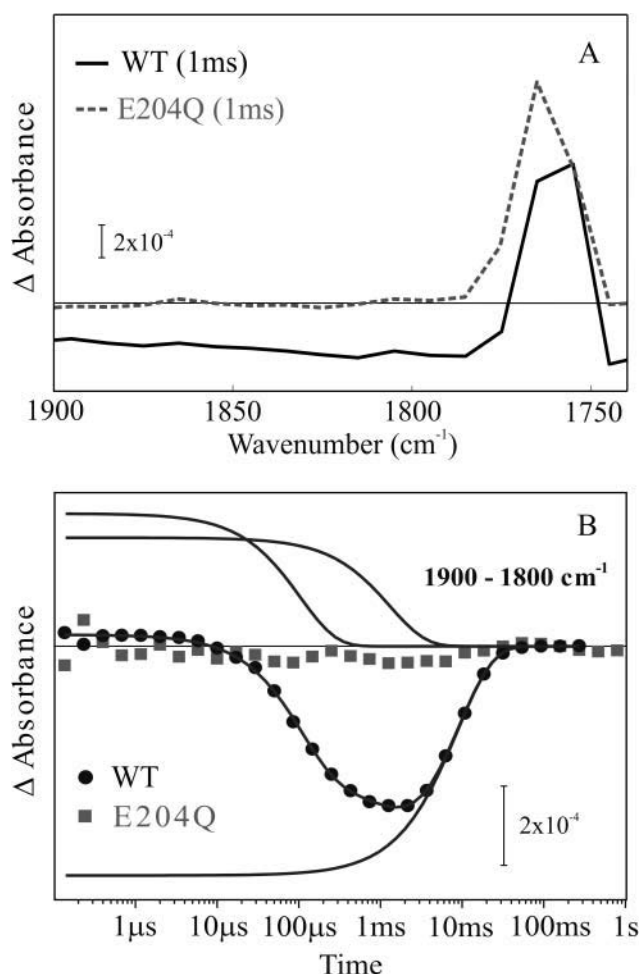 A
WT (1ms)
E204Q (1ms)
2x10⁻⁴
Δ Absorbance
1900 1850 1800 1750
Wavenumber (cm⁻¹)
B
1900 - 1800 cm⁻¹
Δ Absorbance
WT
E204Q
2x10⁻⁴
1μs 10μs 100μs 1ms 10ms 100ms 1s
Time